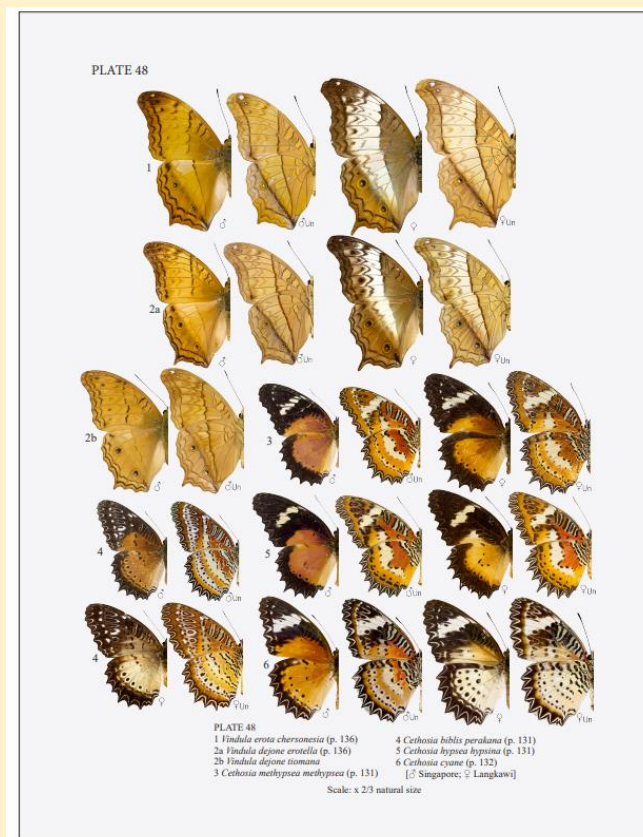 PLATE 48
1
♂
♂Un
♀
♀Un
2a
♂
♂Un
♀
♀Un
2b
♂
♂Un
3
♂
♂Un
♀
♀Un
4
♂
♂Un
5
♂
♂Un
♀
♀Un
4
♀
♀Un
6
♂
♂Un
♀
♀Un
PLATE 48
1 Vindula erota chersonesia (p. 136)
2a Vindula dejone erotella (p. 136)
2b Vindula dejone tiomana
3 Cethosia methypsea methypsea (p. 131)
4 Cethosia biblis perakana (p. 131)
5 Cethosia hypsea hypsina (p. 131)
6 Cethosia cyane (p. 132)
[♂ Singapore; ♀ Langkawi]
Scale: x 2/3 natural size